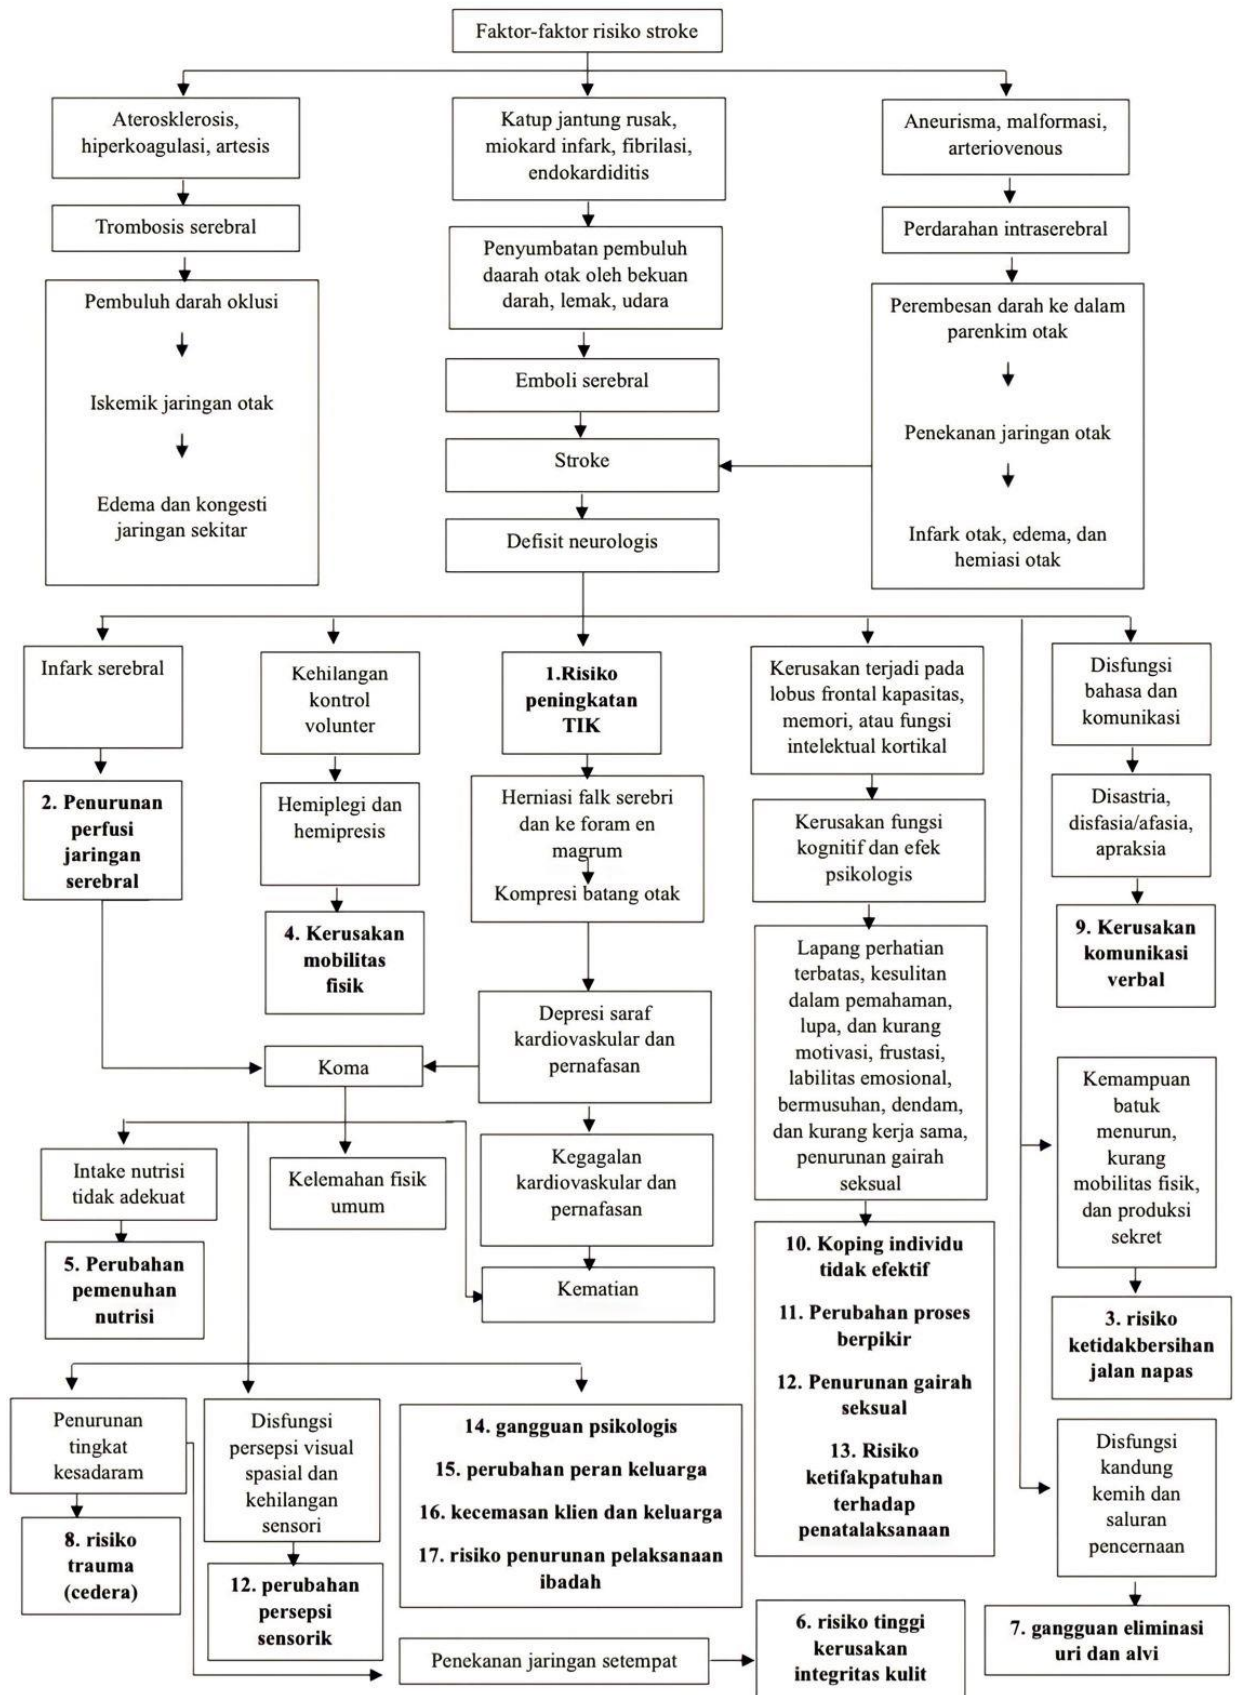 Faktor-faktor risiko stroke
Aterosklerosis,
hiperkoagulasi, artesis
Katup jantung rusak,
miokard infark, fibrilasi,
endokardiditis
Aneurisma, malformasi,
arteriovenous
Trombosis serebral
Penyumbatan pembuluh
daarah otak oleh bekuan
darah, lemak, udara
Perdarahan intraserebral
Pembuluh darah oklusi
Iskemik jaringan otak
Edema dan kongesti
jaringan sekitar
Emboli serebral
Stroke
Defisit neurologis
Perembesan darah ke dalam
parenkim otak
Penekanan jaringan otak
Infark otak, edema, dan
hemiasi otak
Infark serebral
2. Penurunan
perfusi
jaringan
serebral
Kehilangan
kontrol
volunter
Hemiplegi dan
hemipresis
4. Kerusakan
mobilitas
fisik
1.Risiko
peningkatan
TIK
Herniasi falk serebri
dan ke foram en
magrum
Kompresi batang otak
Depresi saraf
kardiovaskular dan
pernafasan
Koma
Kegagalan
kardiovaskular dan
pernafasan
Kematian
Kelemahan fisik
umum
Intake nutrisi
tidak adekuat
5. Perubahan
pemenuhan
nutrisi
Kerusakan terjadi pada
lobus frontal kapasitas,
memori, atau fungsi
intelektual kortikal
Kerusakan fungsi
kognitif dan efek
psikologis
Lapang perhatian
terbatas, kesulitan
dalam pemahaman,
lupa, dan kurang
motivasi, frustasi,
labilitas emosional,
bermusuhan, dendam,
dan kurang kerja sama,
penurunan gairah
seksual
10. Koping individu
tidak efektif
11. Perubahan proses
berpikir
12. Penurunan gairah
seksual
13. Risiko
ketifakpatuhan
terhadap
penatalaksanaan
Disfungsi
bahasa dan
komunikasi
Disastria,
disfasia/afasia,
apraksia
9. Kerusakan
komunikasi
verbal
Kemampuan
batuk
menurun,
kurang
mobilitas fisik,
dan produksi
sekret
3. risiko
ketidakbersihan
jalan napas
Disfungsi
kandung
kemih dan
saluran
pencernaan
7. gangguan eliminasi
uri dan alvi
Penurunan
tingkat
kesadaram
8. risiko
trauma
(cedera)
Disfungsi
persepsi visual
spasial dan
kehilangan
sensori
12. perubahan
persepsi
sensorik
14. gangguan psikologis
15. perubahan peran keluarga
16. kecemasan klien dan keluarga
17. risiko penurunan pelaksanaan
ibadah
Penekanan jaringan setempat
6. risiko tinggi
kerusakan
integritas kulit